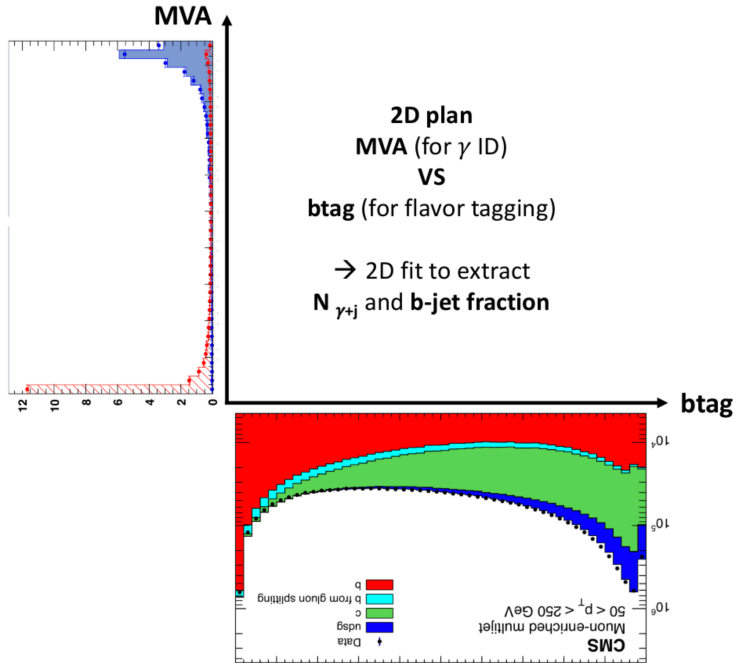 MVA
2D plan
MVA (for γ ID)
VS
btag (for flavor tagging)
→ 2D fit to extract
N γ+j and b-jet fraction
12 10 8 6 4 2 0
btag
10⁴
10⁵
10⁶
CMS
Muon-enriched multijet
50 < p_T < 250 GeV
Data
udsg
c
b from gluon splitting
b